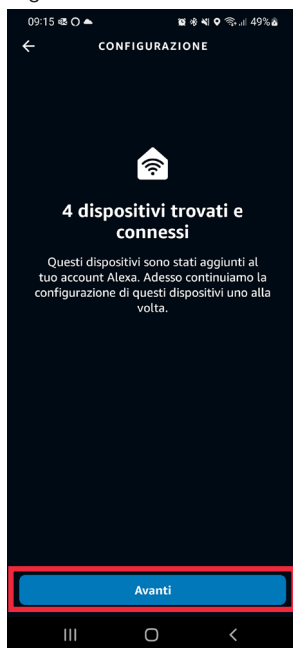 09:15 49%
CONFIGURAZIONE
4 dispositivi trovati e
connessi
Questi dispositivi sono stati aggiunti al
tuo account Alexa. Adesso continuiamo la
configurazione di questi dispositivi uno alla
volta.
Avanti